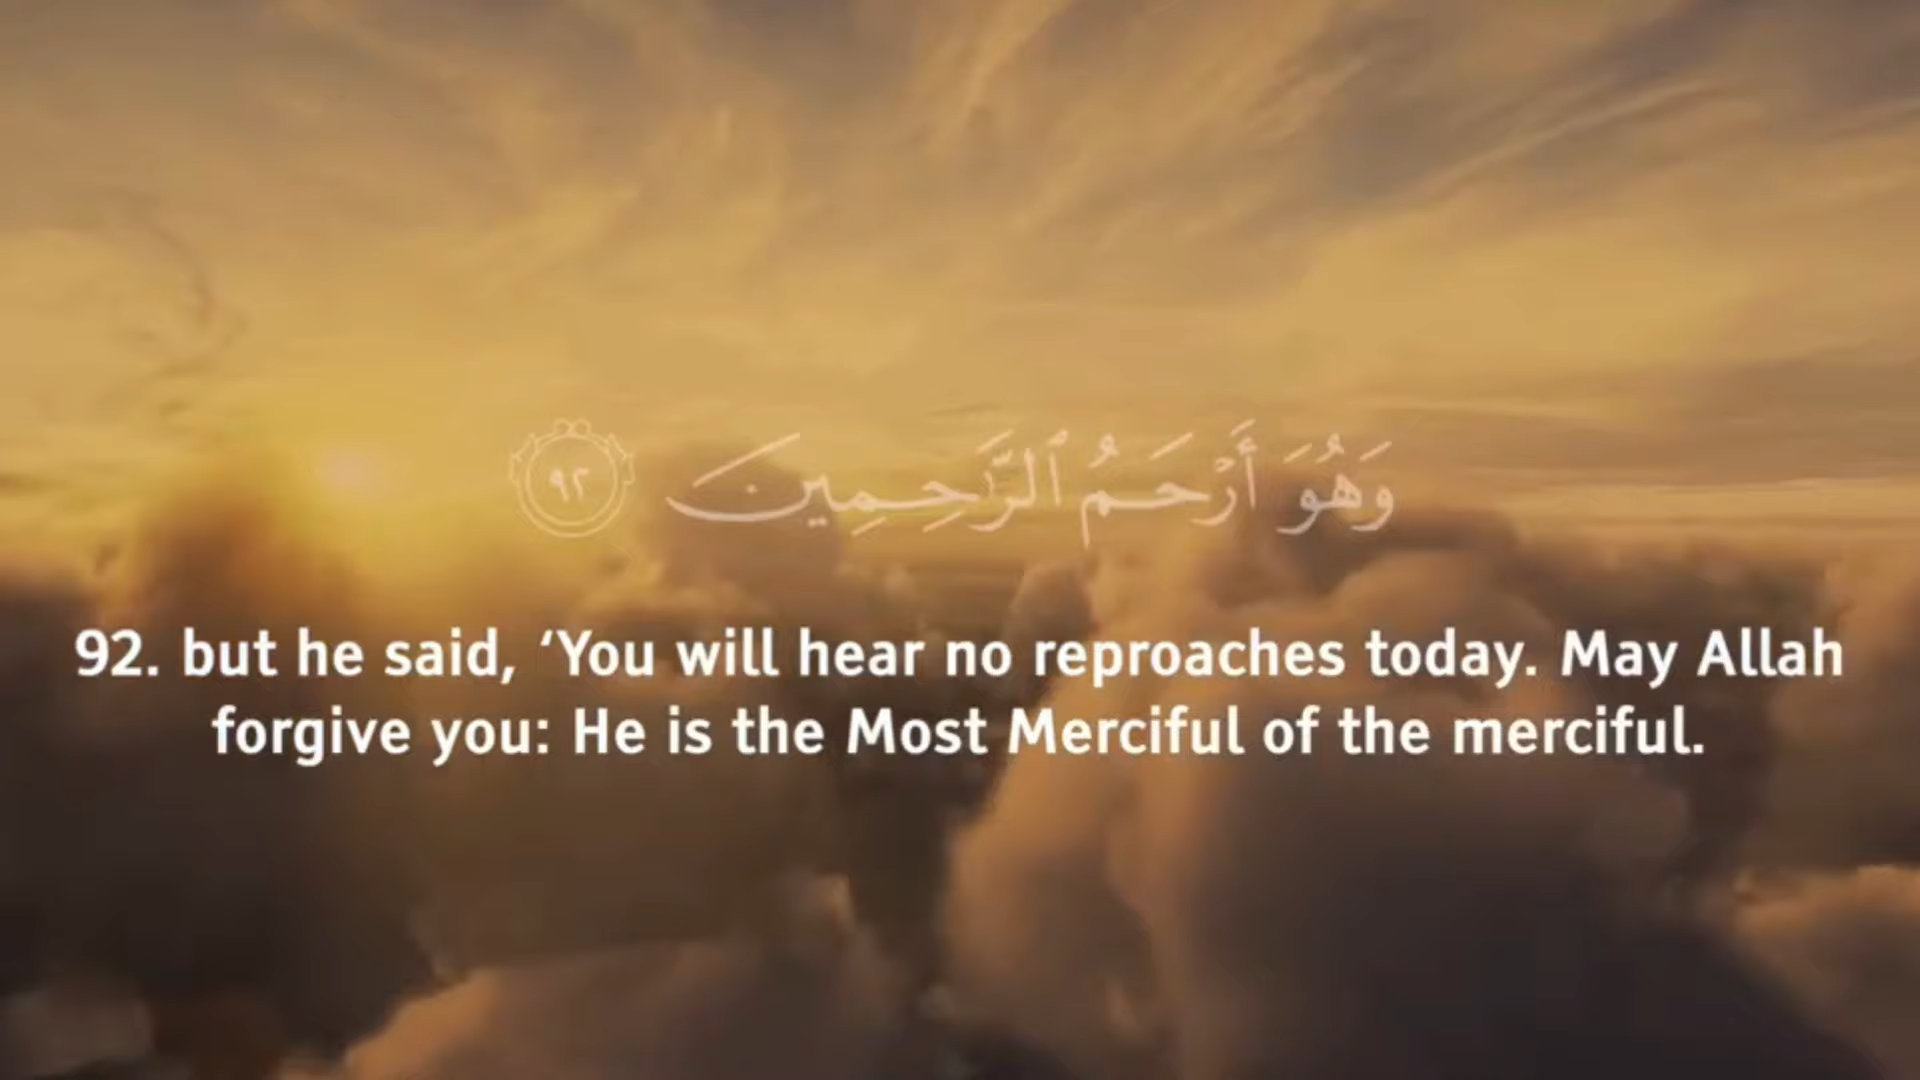 وَهُوَ أَرْحَمُ ٱلرَّٰحِمِينَ ٩٢
92. but he said, ‘You will hear no reproaches today. May Allah
forgive you: He is the Most Merciful of the merciful.